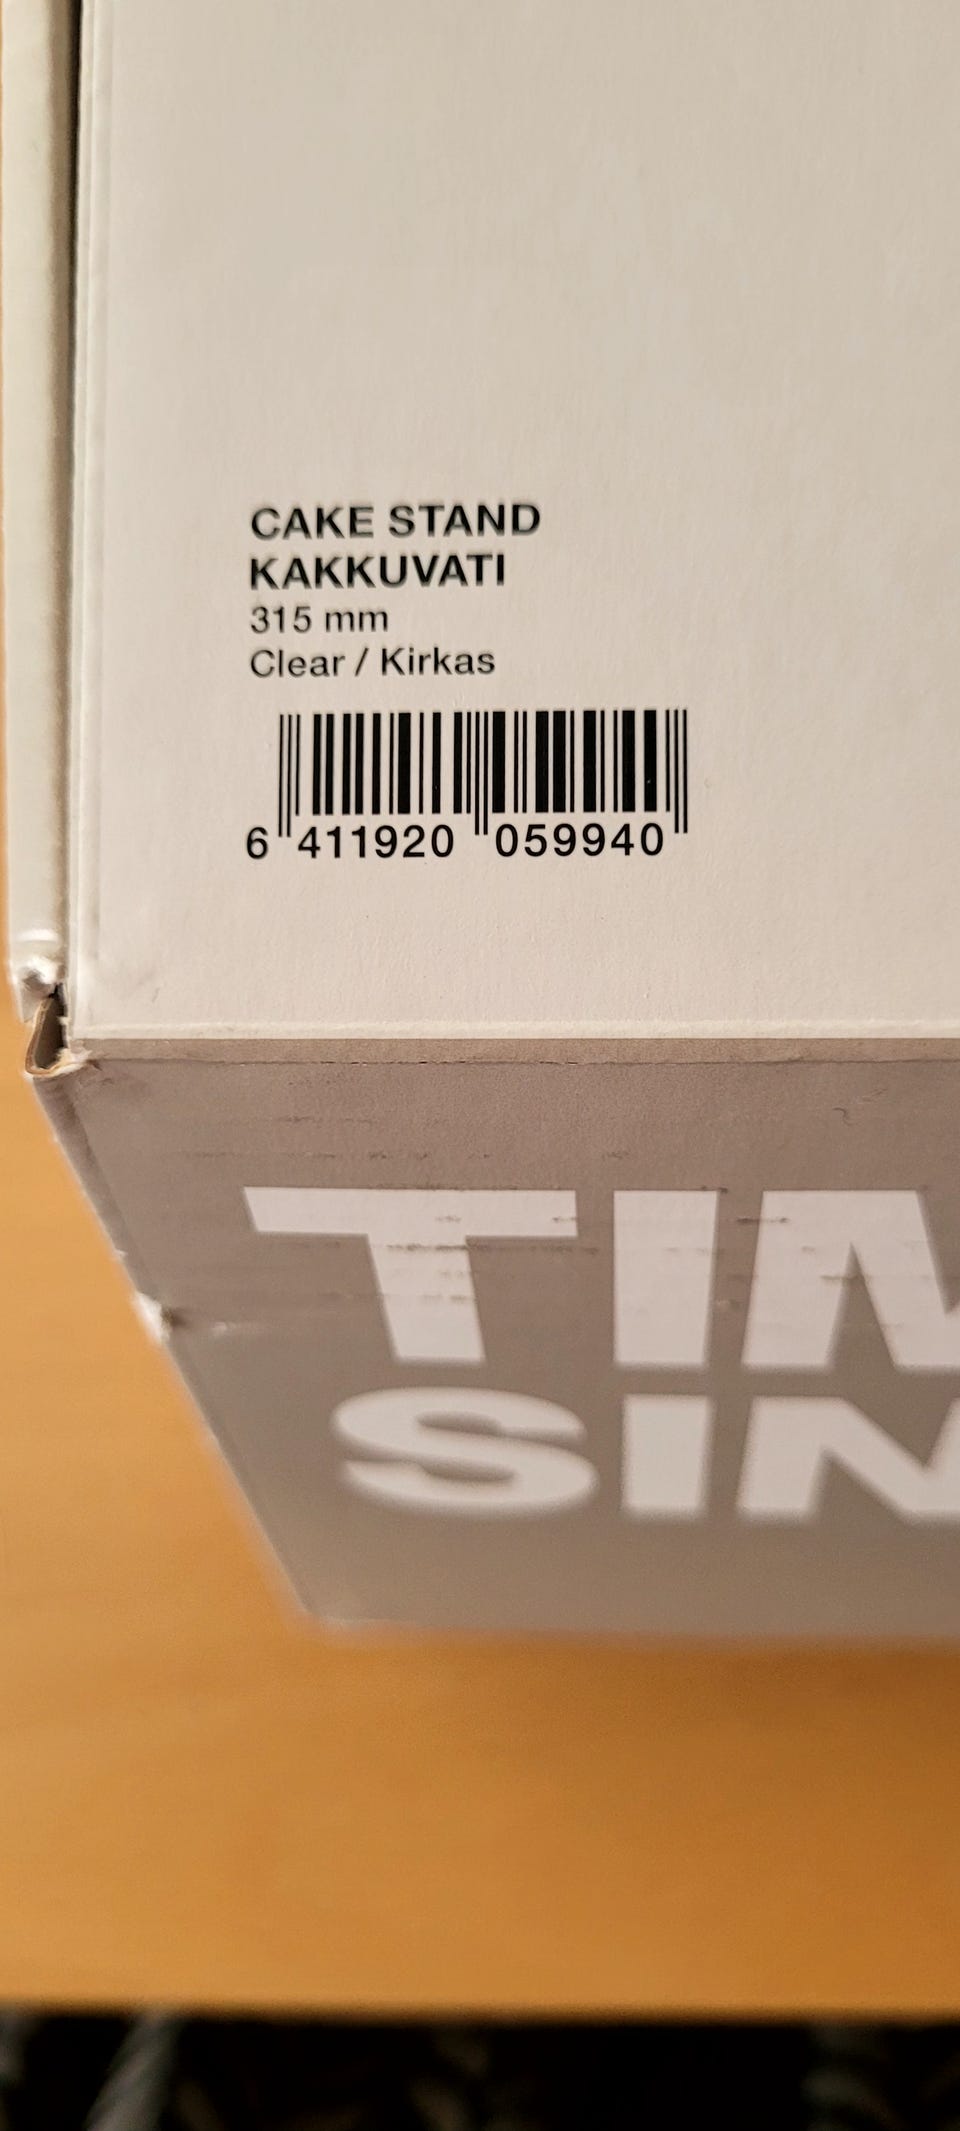 CAKE STAND
KAKKUVATI
315 mm
Clear / Kirkas
6 411920 059940